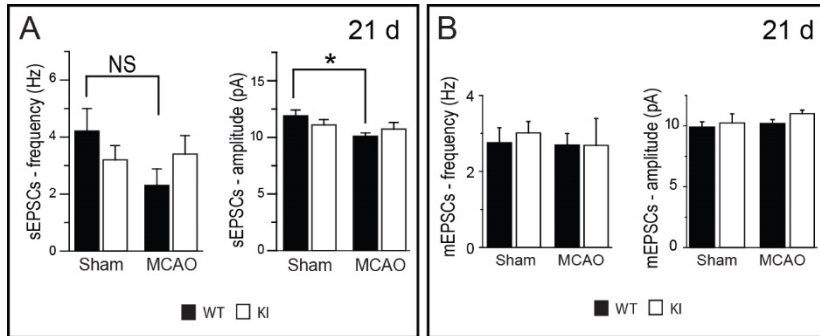 A
21 d
sEPSCs - frequency (Hz)
6
4
2
0
NS
Sham
MCAO
sEPSCs - amplitude (pA)
15
10
5
0
*
Sham
MCAO
WT
KI
B
21 d
mEPSCs - frequency (Hz)
4
2
0
Sham
MCAO
mEPSCs - amplitude (pA)
15
10
5
0
Sham
MCAO
WT
KI